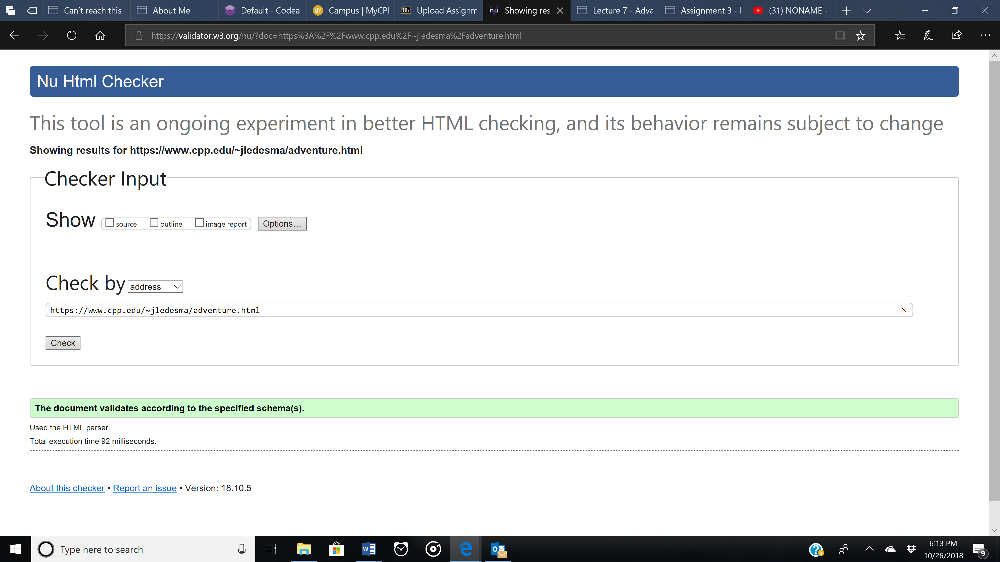 Can't reach this
About Me
Default - Codea
MY Campus | MyCPI
Bb Upload Assignm
nu Showing res
Lecture 7 - Adva
Assignment 3 -
(31) NONAME -
https://validator.w3.org/nu/?doc=https%3A%2F%2Fwww.cpp.edu%2F~jledesma%2Fadventure.html
Nu Html Checker
This tool is an ongoing experiment in better HTML checking, and its behavior remains subject to change
Showing results for https://www.cpp.edu/~jledesma/adventure.html
Checker Input
Show source outline image report Options...
Check by address
https://www.cpp.edu/~jledesma/adventure.html
Check
The document validates according to the specified schema(s).
Used the HTML parser.
Total execution time 92 milliseconds.
About this checker • Report an issue • Version: 18.10.5
Type here to search
6:13 PM
10/26/2018
9